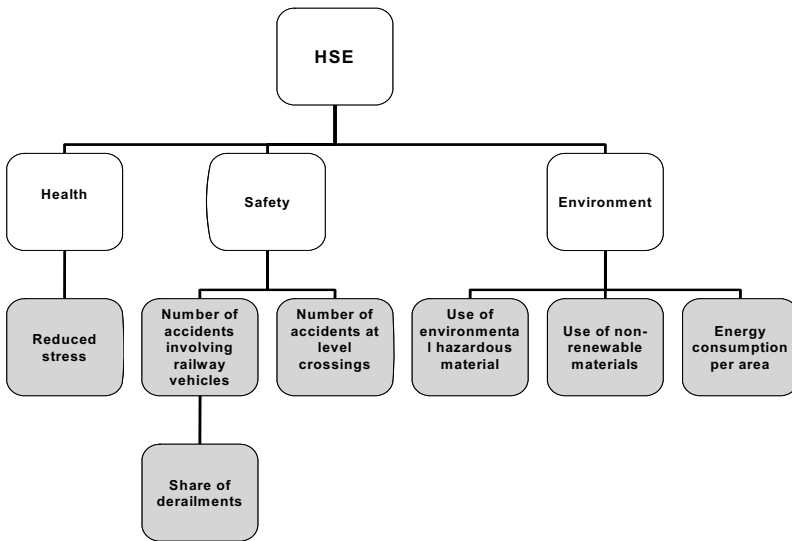 HSE
Health
Safety
Environment
Reduced
stress
Number of
accidents
involving
railway
vehicles
Number of
accidents at
level
crossings
Use of
environmenta
l hazardous
material
Use of non-
renewable
materials
Energy
consumption
per area
Share of
derailments